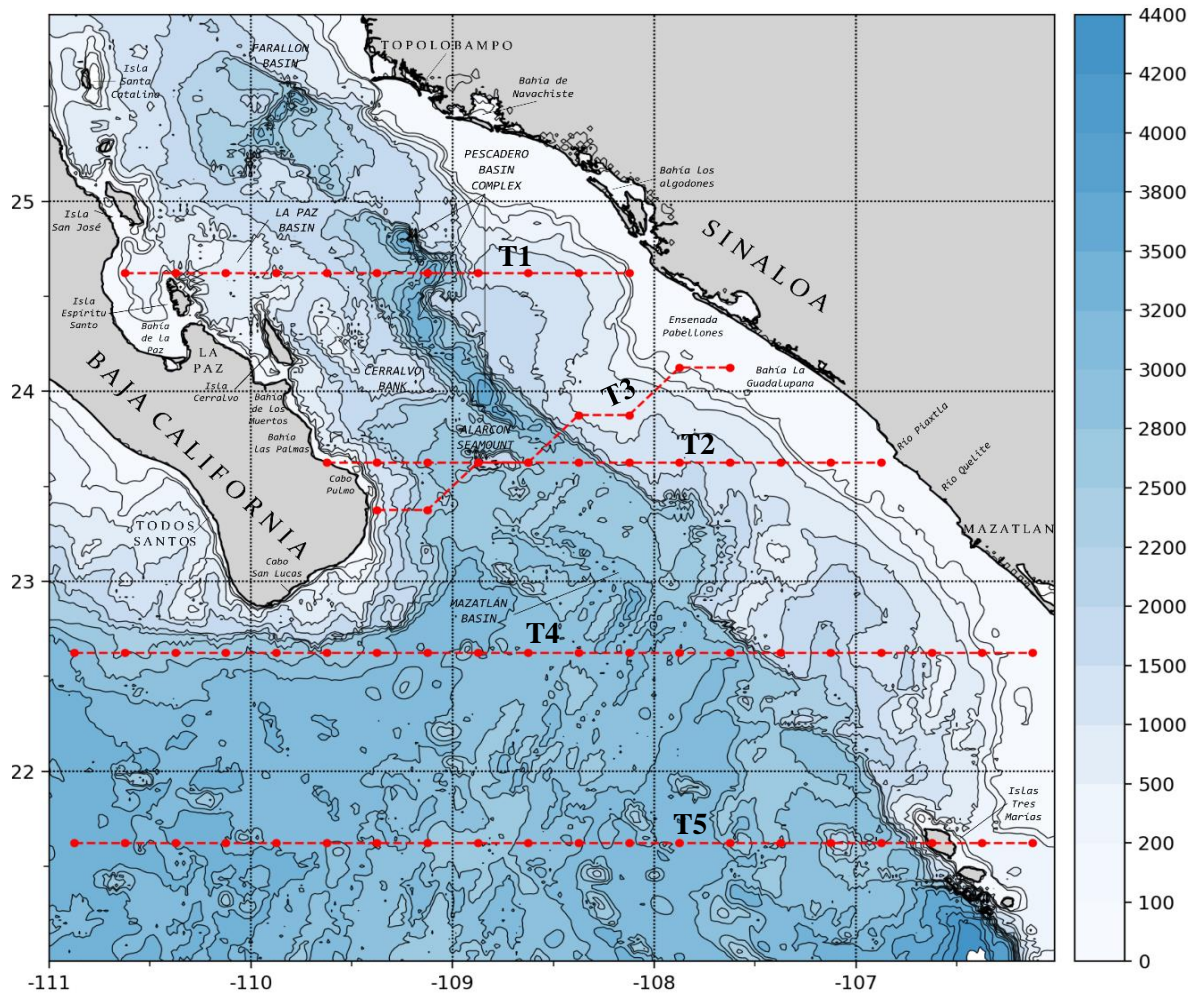 FARALLON
BASIN
TOPOLOBAMPO
Isla
Santa
Catalina
Bahía de
Navachiste
PESCADERO
BASIN
COMPLEX
Bahía los
algodones
Isla
San José
LA PAZ
BASIN
SINALOA
T1
Isla
Espiritu
Santo
Bahía
de la
Paz
LA
PAZ
Isla
Cerralvo
Ensenada
Pabellones
CERRALVO
BANK
T3
Bahía La
Guadalupana
BAJA CALIFORNIA
Bahía
de Los
Muertos
Bahía
las Palmas
ALARCON
SEAMOUNT
T2
Río Piaxtla
Río Quelite
Cabo
Pulmo
TODOS
SANTOS
MAZATLAN
Cabo
San Lucas
MAZATLAN
BASIN
T4
Islas
Tres
Marías
T5
25
24
23
22
-111
-110
-109
-108
-107
4400
4200
4000
3800
3500
3200
3000
2800
2500
2200
2000
1500
1000
500
200
100
0